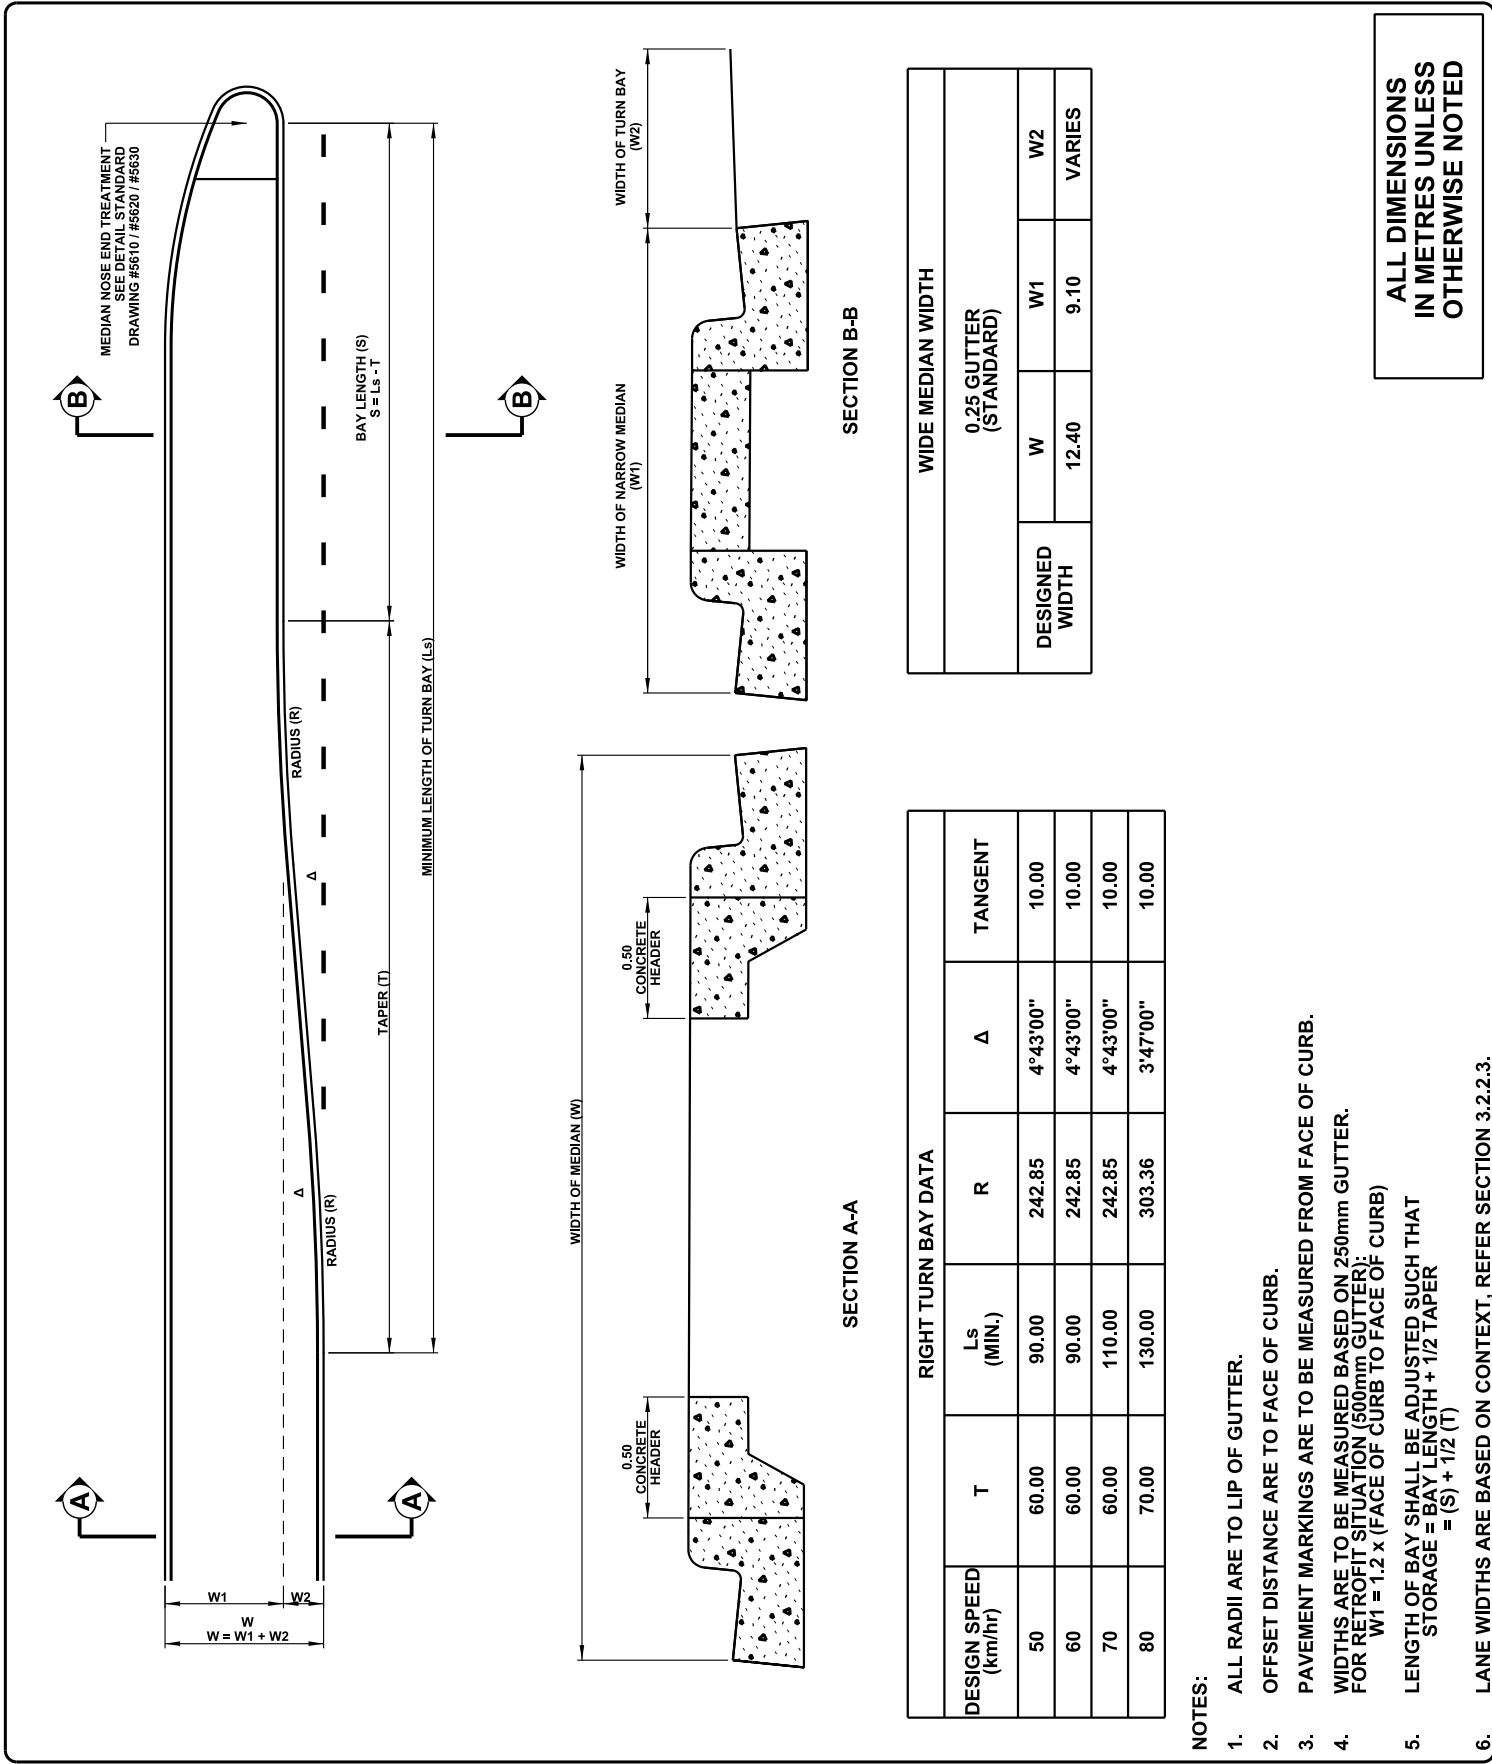 MEDIAN NOSE END TREATMENT
SEE DETAIL STANDARD
DRAWING #5610 / #5620 / #5630
A
B
W1
W2
W
W = W1 + W2
Δ
RADIUS (R)
Δ
RADIUS (R)
A
B
BAY LENGTH (S)
S = Ls - T
TAPER (T)
MINIMUM LENGTH OF TURN BAY (Ls)
WIDTH OF MEDIAN (W)
0.50
CONCRETE
HEADER
0.50
CONCRETE
HEADER
SECTION A-A
WIDTH OF NARROW MEDIAN
(W1)
WIDTH OF TURN BAY
(W2)
SECTION B-B
RIGHT TURN BAY DATA
DESIGN SPEED
(km/hr)
T
Ls
(MIN.)
R
Δ
TANGENT
50 60.00 90.00 242.85 4°43'00" 10.00
60 60.00 90.00 242.85 4°43'00" 10.00
70 60.00 110.00 242.85 4°43'00" 10.00
80 70.00 130.00 303.36 3'47'00" 10.00
WIDE MEDIAN WIDTH
0.25 GUTTER
(STANDARD)
DESIGNED
WIDTH
W W1 W2
12.40 9.10 VARIES
NOTES:
1. ALL RADII ARE TO LIP OF GUTTER.
2. OFFSET DISTANCE ARE TO FACE OF CURB.
3. PAVEMENT MARKINGS ARE TO BE MEASURED FROM FACE OF CURB.
4. WIDTHS ARE TO BE MEASURED BASED ON 250mm GUTTER.
FOR RETROFIT SITUATION (500mm GUTTER):
W1 = 1.2 x (FACE OF CURB TO FACE OF CURB)
5. LENGTH OF BAY SHALL BE ADJUSTED SUCH THAT
STORAGE = BAY LENGTH + 1/2 TAPER
= (S) + 1/2 (T)
6. LANE WIDTHS ARE BASED ON CONTEXT, REFER SECTION 3.2.2.3.
ALL DIMENSIONS
IN METRES UNLESS
OTHERWISE NOTED